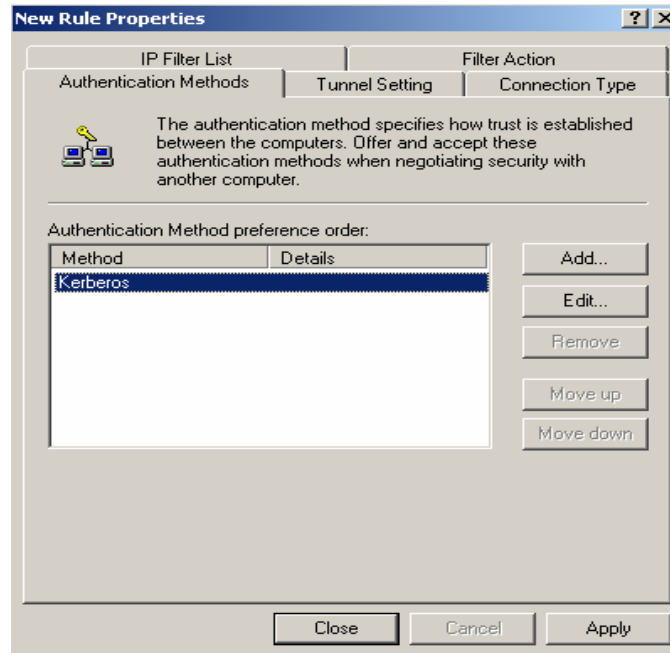 New Rule Properties
IP Filter List
Filter Action
Authentication Methods
Tunnel Setting
Connection Type
The authentication method specifies how trust is established
between the computers. Offer and accept these
authentication methods when negotiating security with
another computer.
Authentication Method preference order:
Method
Details
Kerberos
Add...
Edit...
Remove
Move up
Move down
Close
Cancel
Apply